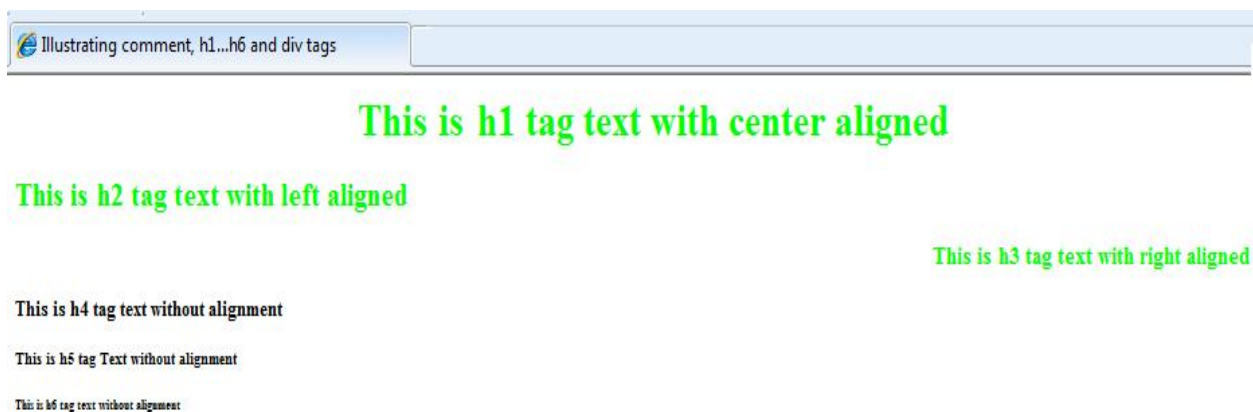 Illustrating comment, h1...h6 and div tags
This is h1 tag text with center aligned
This is h2 tag text with left aligned
This is h3 tag text with right aligned
This is h4 tag text without alignment
This is h5 tag Text without alignment
This is h6 tag text without alignment